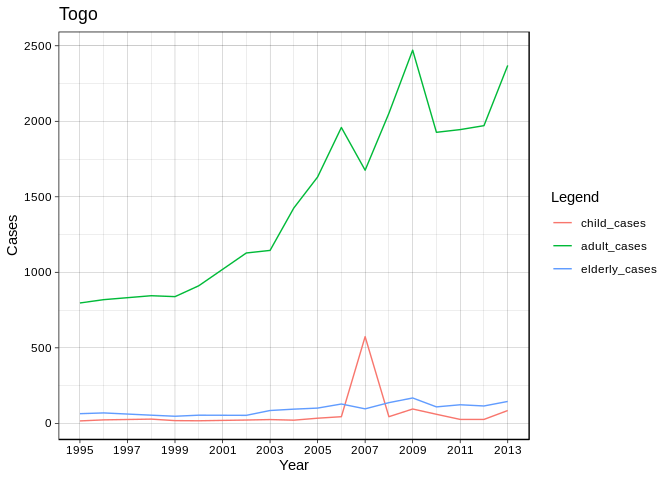 Togo
2500
2000
1500
1000
500
0
Cases
1995 1997 1999 2001 2003 2005 2007 2009 2011 2013
Year
Legend
child_cases
adult_cases
elderly_cases